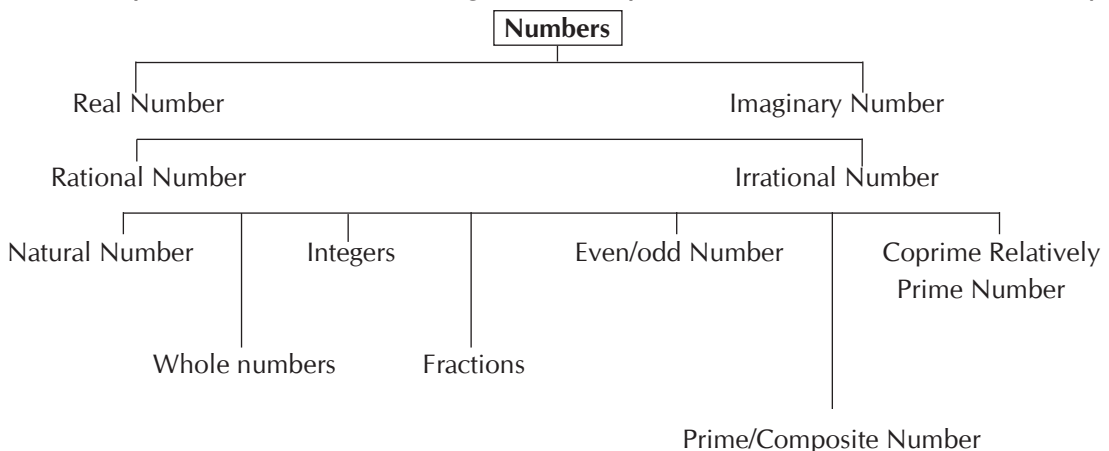 Numbers
Real Number Imaginary Number
Rational Number Irrational Number
Natural Number Integers Even/odd Number Coprime Relatively
Prime Number
Whole numbers Fractions
Prime/Composite Number